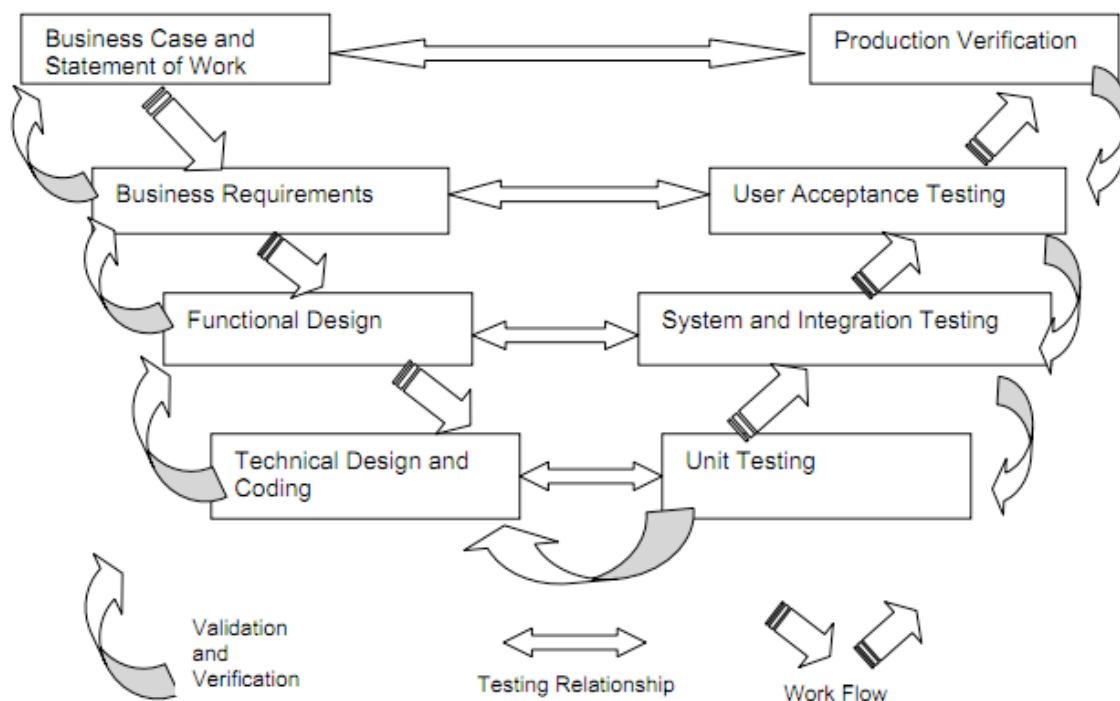 Business Case and
Statement of Work
Production Verification
Business Requirements
User Acceptance Testing
Functional Design
System and Integration Testing
Technical Design and
Coding
Unit Testing
Validation
and
Verification
Testing Relationship
Work Flow